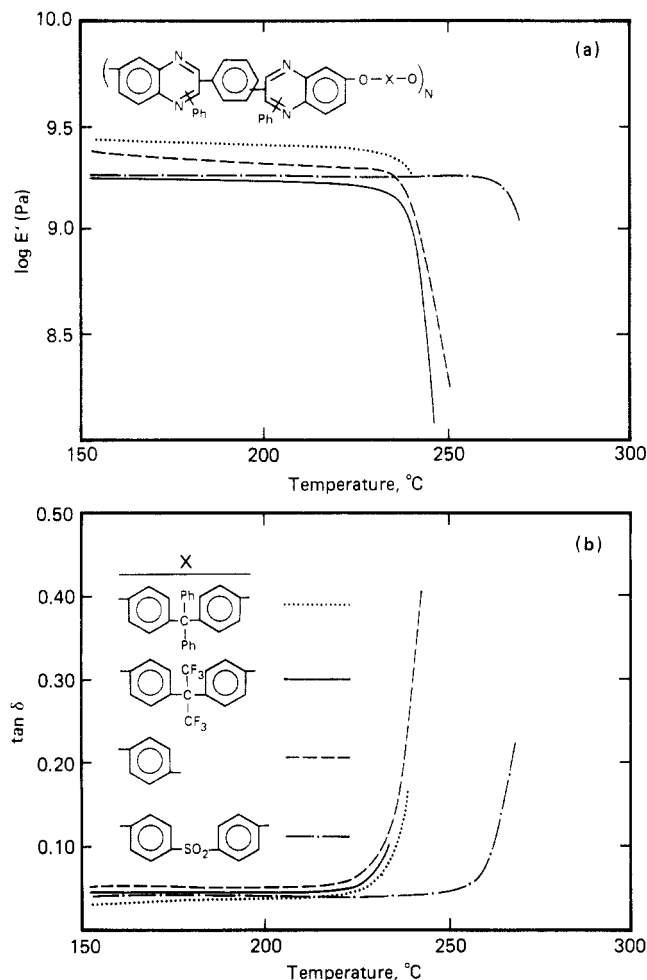 10.0
(a)
N
N
O—X—O
N
Ph
N
Ph
N
9.5
9.0
8.5
log E' (Pa)
150
200
250
300
Temperature, °C
0.50
(b)
X
0.40
Ph
C
Ph
0.30
CF3
C
CF3
0.20
0.10
SO2
tan δ
150
200
250
300
Temperature, °C